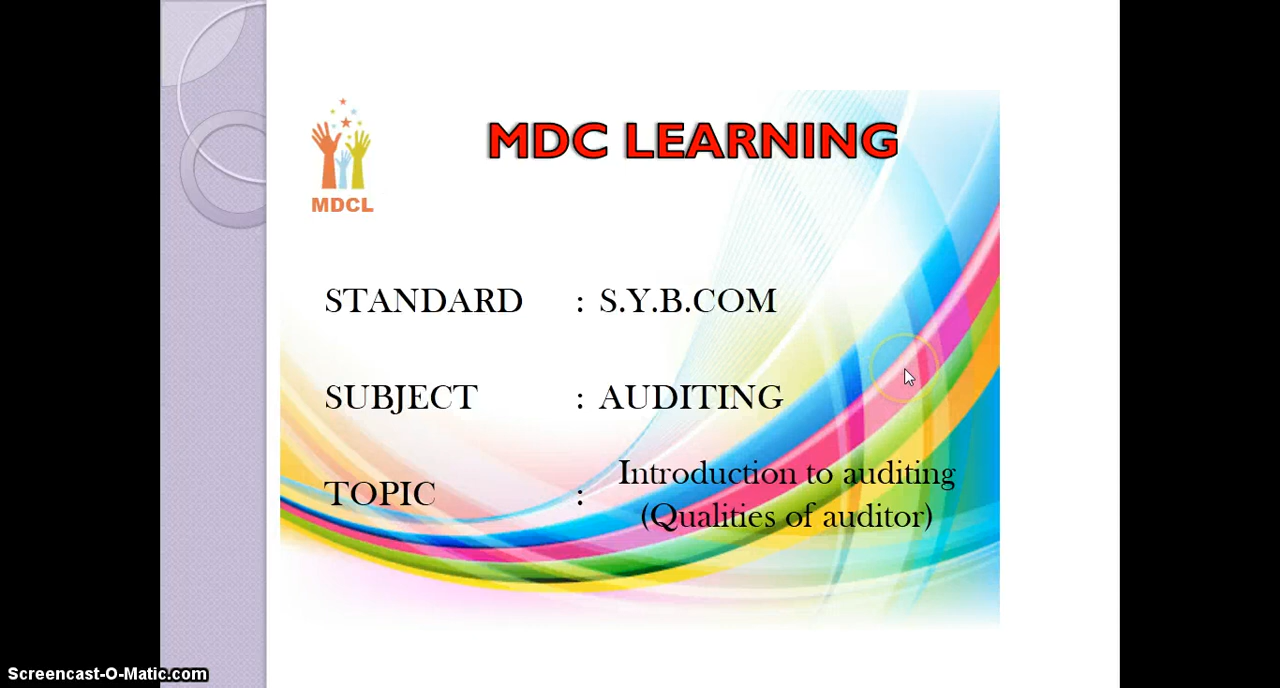 MDC LEARNING
MDCL
STANDARD : S.Y.B.COM
SUBJECT : AUDITING
TOPIC : Introduction to auditing
(Qualities of auditor)
Screencast-O-Matic.com